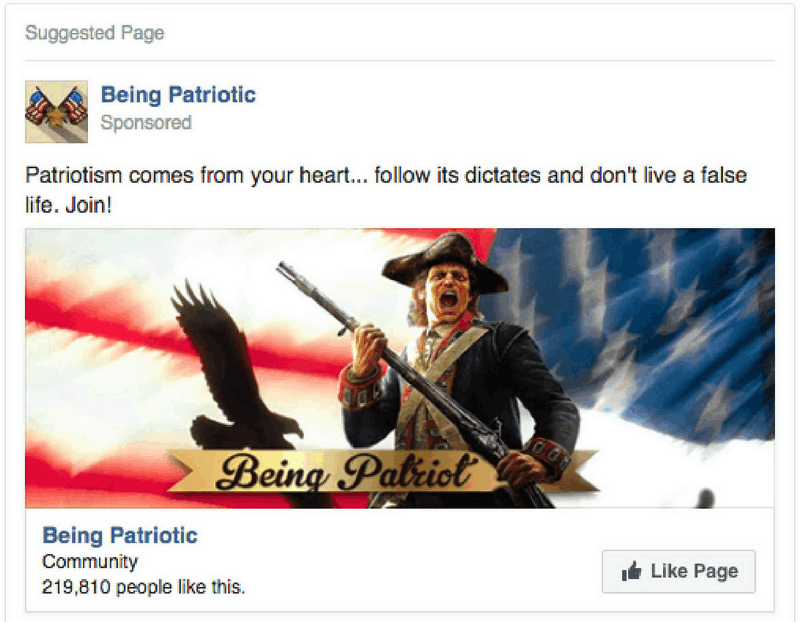 Suggested Page
Being Patriotic
Sponsored
Patriotism comes from your heart... follow its dictates and don't live a false
life. Join!
Being Patriot
Being Patriotic
Community
219,810 people like this.
Like Page